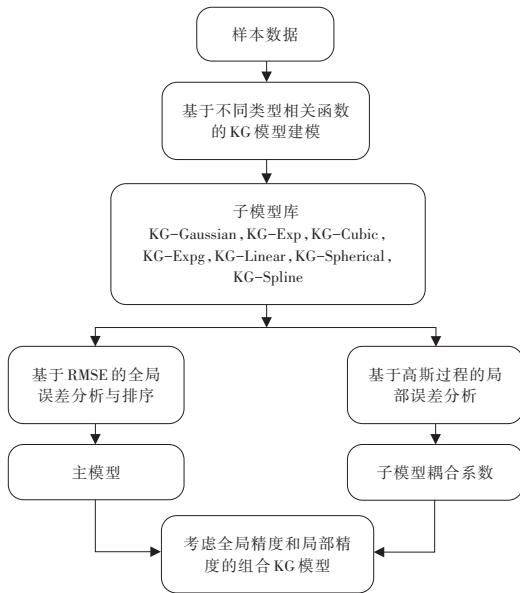 样本数据
基于不同类型相关函数
的KG模型建模
子模型库
KG-Gaussian,KG-Exp,KG-Cubic,
KG-Expg,KG-Linear,KG-Spherical,
KG-Spline
基于RMSE的全局
误差分析与排序
基于高斯过程的局
部误差分析
主模型
子模型耦合系数
考虑全局精度和局部精
度的组合KG模型